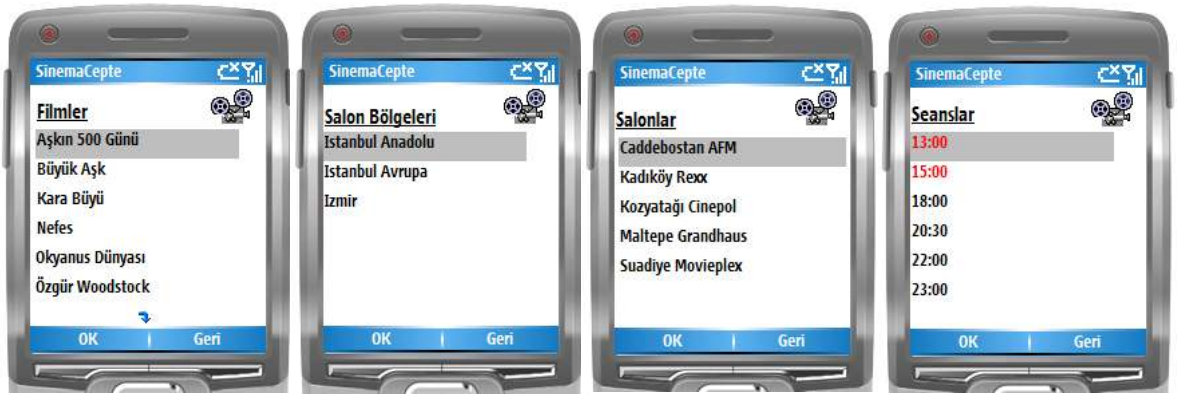 SinemaCepte
Filmler
Aşkın 500 Günü
Büyük Aşk
Kara Büyü
Nefes
Okyanus Dünyası
Özgür Woodstock
OK
Geri
SinemaCepte
Salon Bölgeleri
Istanbul Anadolu
Istanbul Avrupa
Izmir
OK
Geri
SinemaCepte
Salonlar
Caddebostan AFM
Kadıköy Rexx
Kozyatağı Cinepol
Maltepe Grandhaus
Suadiye Movieplex
OK
Geri
SinemaCepte
Seanslar
13:00
15:00
18:00
20:30
22:00
23:00
OK
Geri